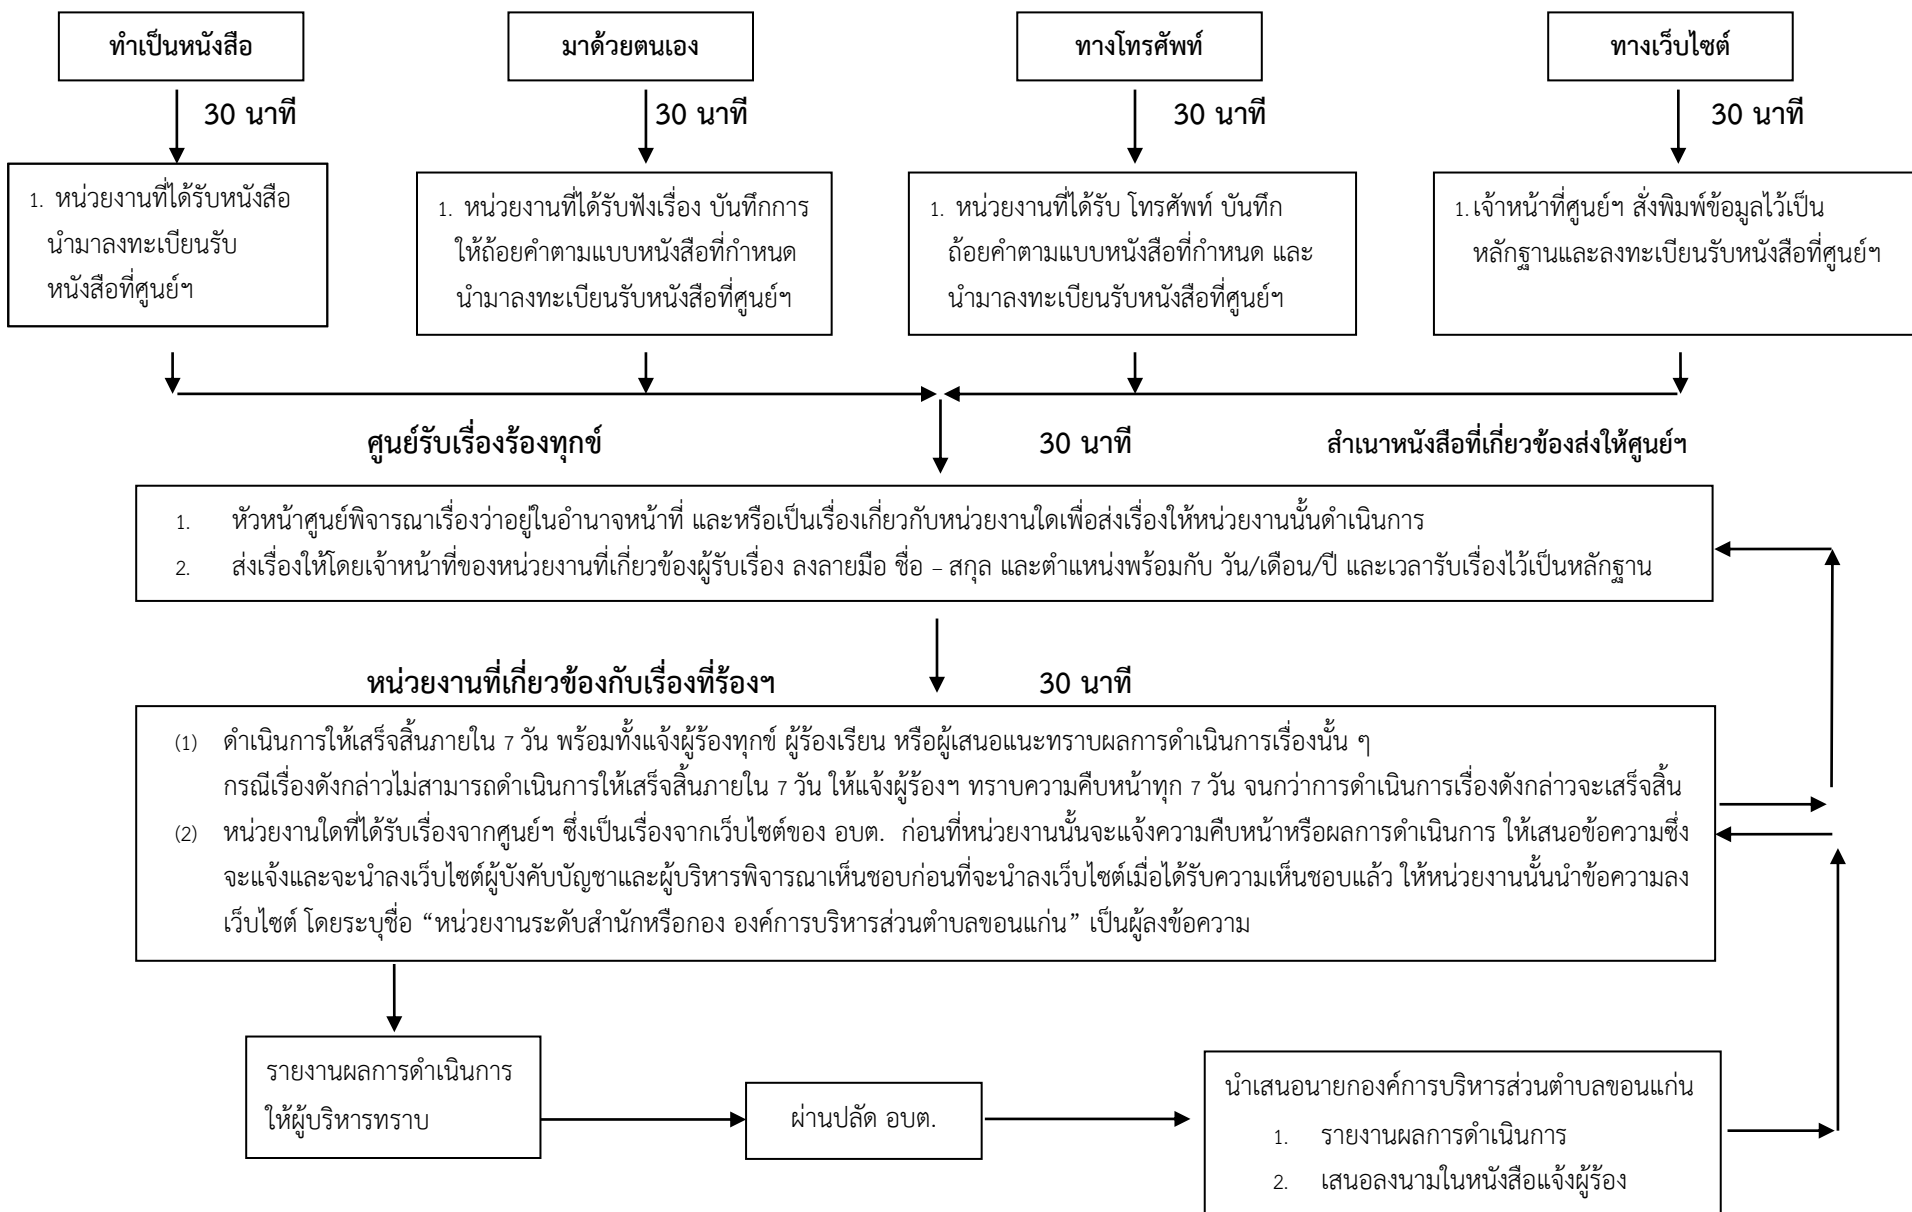 ทำเป็นหนังสือ
มาด้วยตนเอง
ทางโทรศัพท์
ทางเว็บไซต์
30 นาที
30 นาที
30 นาที
30 นาที
1. หน่วยงานที่ได้รับหนังสือ
นำมาลงทะเบียนรับ
หนังสือที่ศูนย์ฯ
1. หน่วยงานที่ได้รับฟังเรื่อง บันทึกการ
ให้ถ้อยคำตามแบบหนังสือที่กำหนด
นำมาลงทะเบียนรับหนังสือที่ศูนย์ฯ
1. หน่วยงานที่ได้รับ โทรศัพท์ บันทึก
ถ้อยคำตามแบบหนังสือที่กำหนด และ
นำมาลงทะเบียนรับหนังสือที่ศูนย์ฯ
1. เจ้าหน้าที่ศูนย์ฯ สั่งพิมพ์ข้อมูลไว้เป็น
หลักฐานและลงทะเบียนรับหนังสือที่ศูนย์ฯ
ศูนย์รับเรื่องร้องทุกข์
30 นาที
สำเนาหนังสือที่เกี่ยวข้องส่งให้ศูนย์ฯ
1. หัวหน้าศูนย์พิจารณาเรื่องว่าอยู่ในอำนาจหน้าที่ และหรือเป็นเรื่องเกี่ยวกับหน่วยงานใดเพื่อส่งเรื่องให้หน่วยงานนั้นดำเนินการ
2. ส่งเรื่องให้โดยเจ้าหน้าที่ของหน่วยงานที่เกี่ยวข้องผู้รับเรื่อง ลงลายมือ ชื่อ – สกุล และตำแหน่งพร้อมกับ วัน/เดือน/ปี และเวลารับเรื่องไว้เป็นหลักฐาน
หน่วยงานที่เกี่ยวข้องกับเรื่องที่ร้องฯ
30 นาที
(1) ดำเนินการให้เสร็จสิ้นภายใน 7 วัน พร้อมทั้งแจ้งผู้ร้องทุกข์ ผู้ร้องเรียน หรือผู้เสนอแนะทราบผลการดำเนินการเรื่องนั้น ๆ
กรณีเรื่องดังกล่าวไม่สามารถดำเนินการให้เสร็จสิ้นภายใน 7 วัน ให้แจ้งผู้ร้องฯ ทราบความคืบหน้าทุก 7 วัน จนกว่าการดำเนินการเรื่องดังกล่าวจะเสร็จสิ้น
(2) หน่วยงานใดที่ได้รับเรื่องจากศูนย์ฯ ซึ่งเป็นเรื่องจากเว็บไซต์ของ อบต. ก่อนที่หน่วยงานนั้นจะแจ้งความคืบหน้าหรือผลการดำเนินการ ให้เสนอข้อความซึ่ง
จะแจ้งและจะนำลงเว็บไซต์ผู้บังคับบัญชาและผู้บริหารพิจารณาเห็นชอบก่อนที่จะนำลงเว็บไซต์เมื่อได้รับความเห็นชอบแล้ว ให้หน่วยงานนั้นนำข้อความลง
เว็บไซต์ โดยระบุชื่อ “หน่วยงานระดับสำนักหรือกอง องค์การบริหารส่วนตำบลขอนแก่น” เป็นผู้ลงข้อความ
รายงานผลการดำเนินการ
ให้ผู้บริหารทราบ
ผ่านปลัด อบต.
นำเสนอนายกองค์การบริหารส่วนตำบลขอนแก่น
1. รายงานผลการดำเนินการ
2. เสนอลงนามในหนังสือแจ้งผู้ร้อง